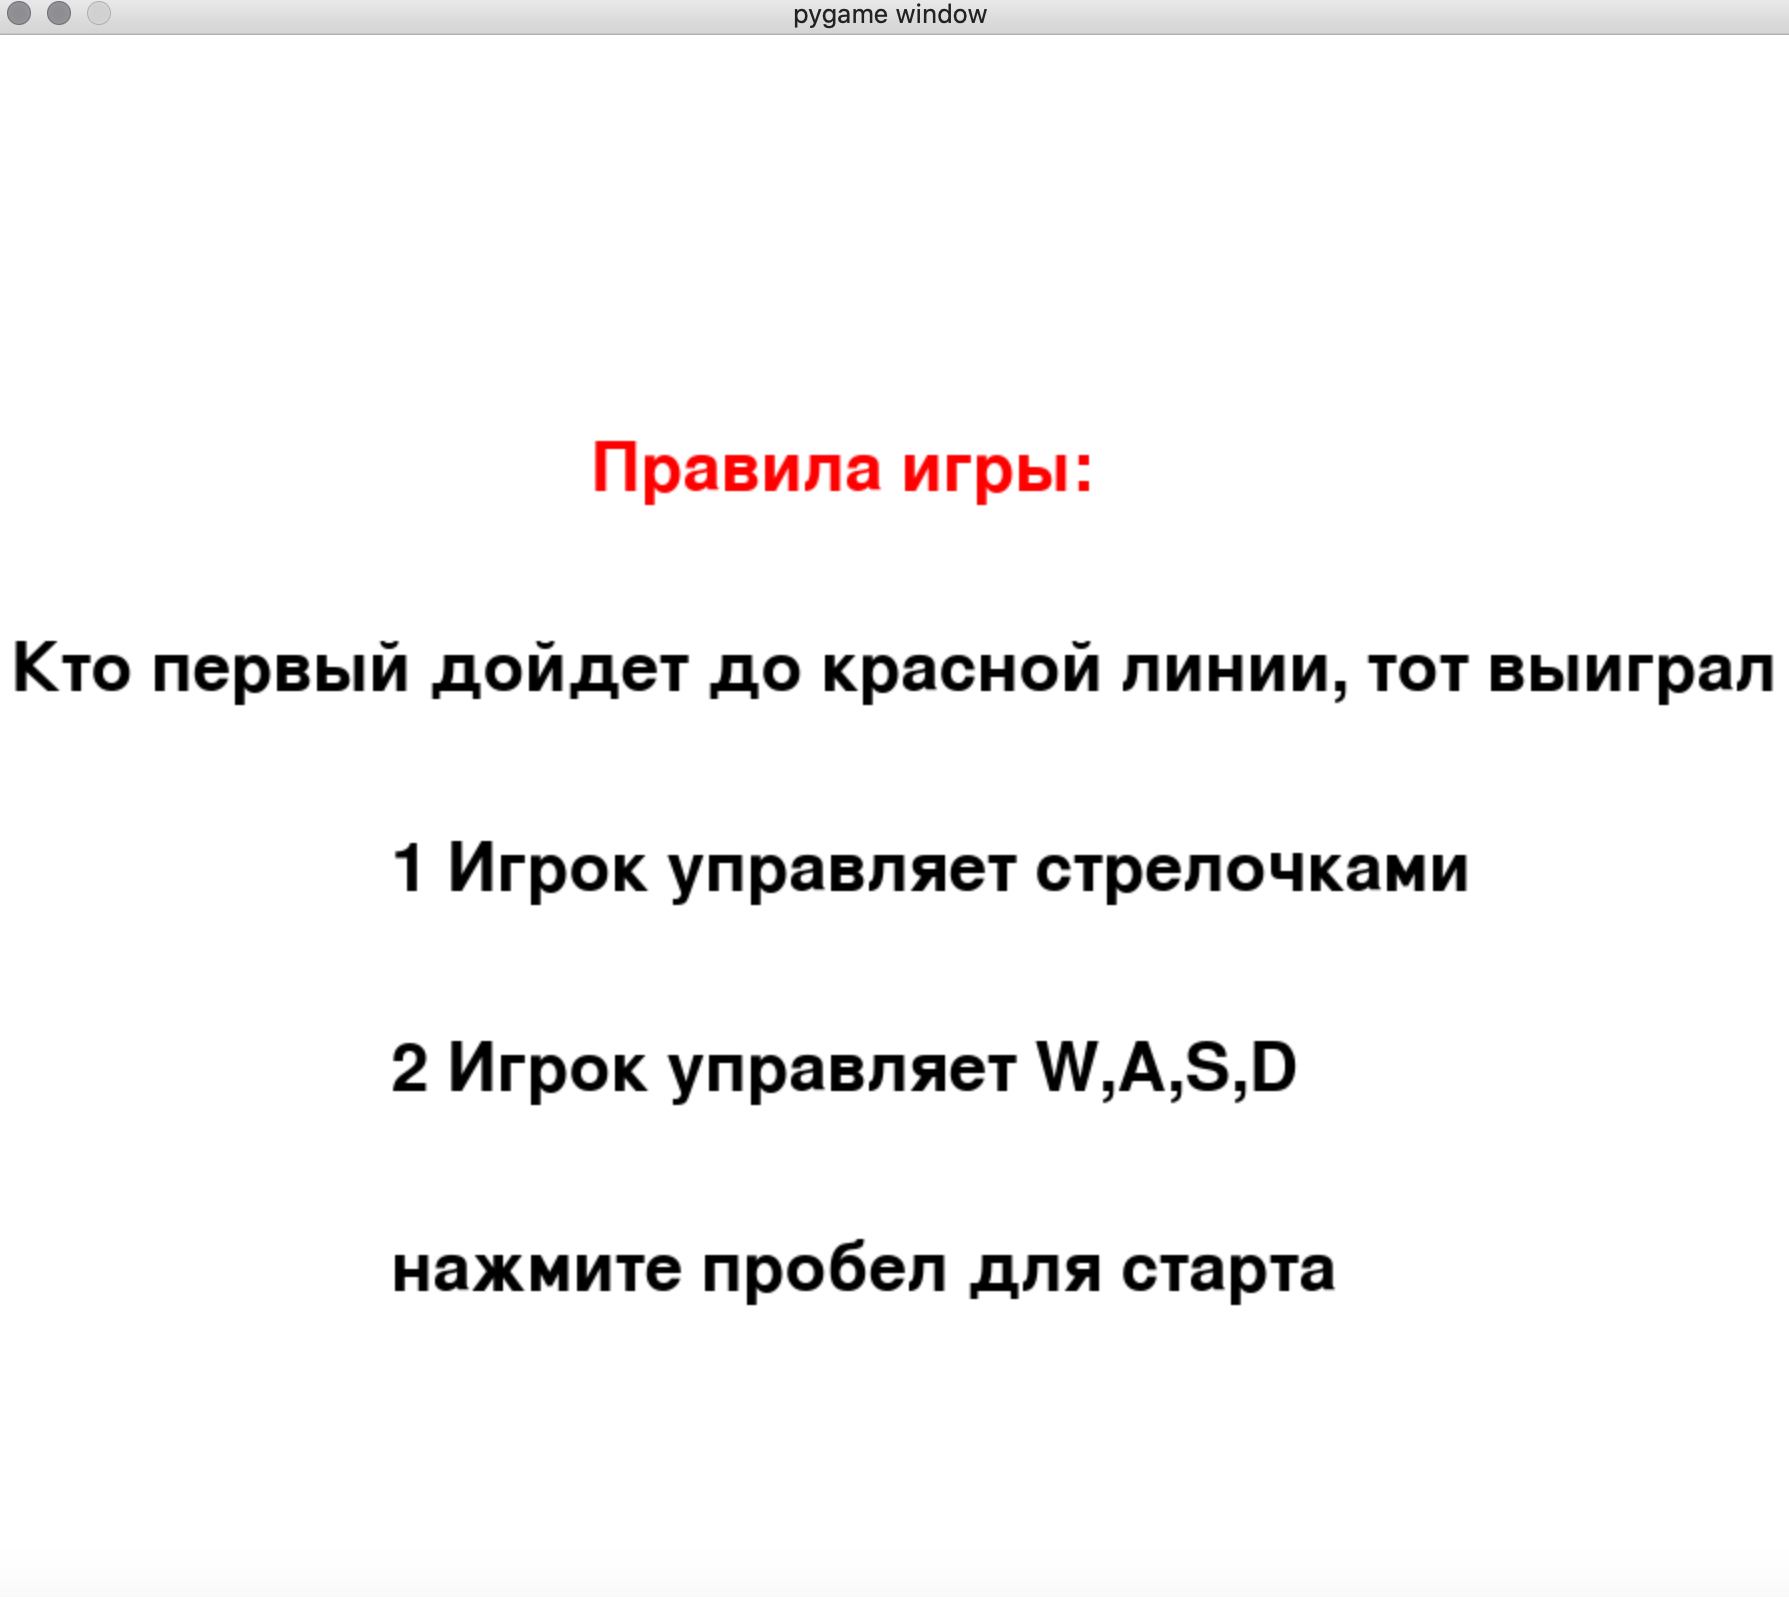 pygame window
Правила игры:
Кто первый дойдет до красной линии, тот выиграл
1 Игрок управляет стрелочками
2 Игрок управляет W,A,S,D
нажмите пробел для старта